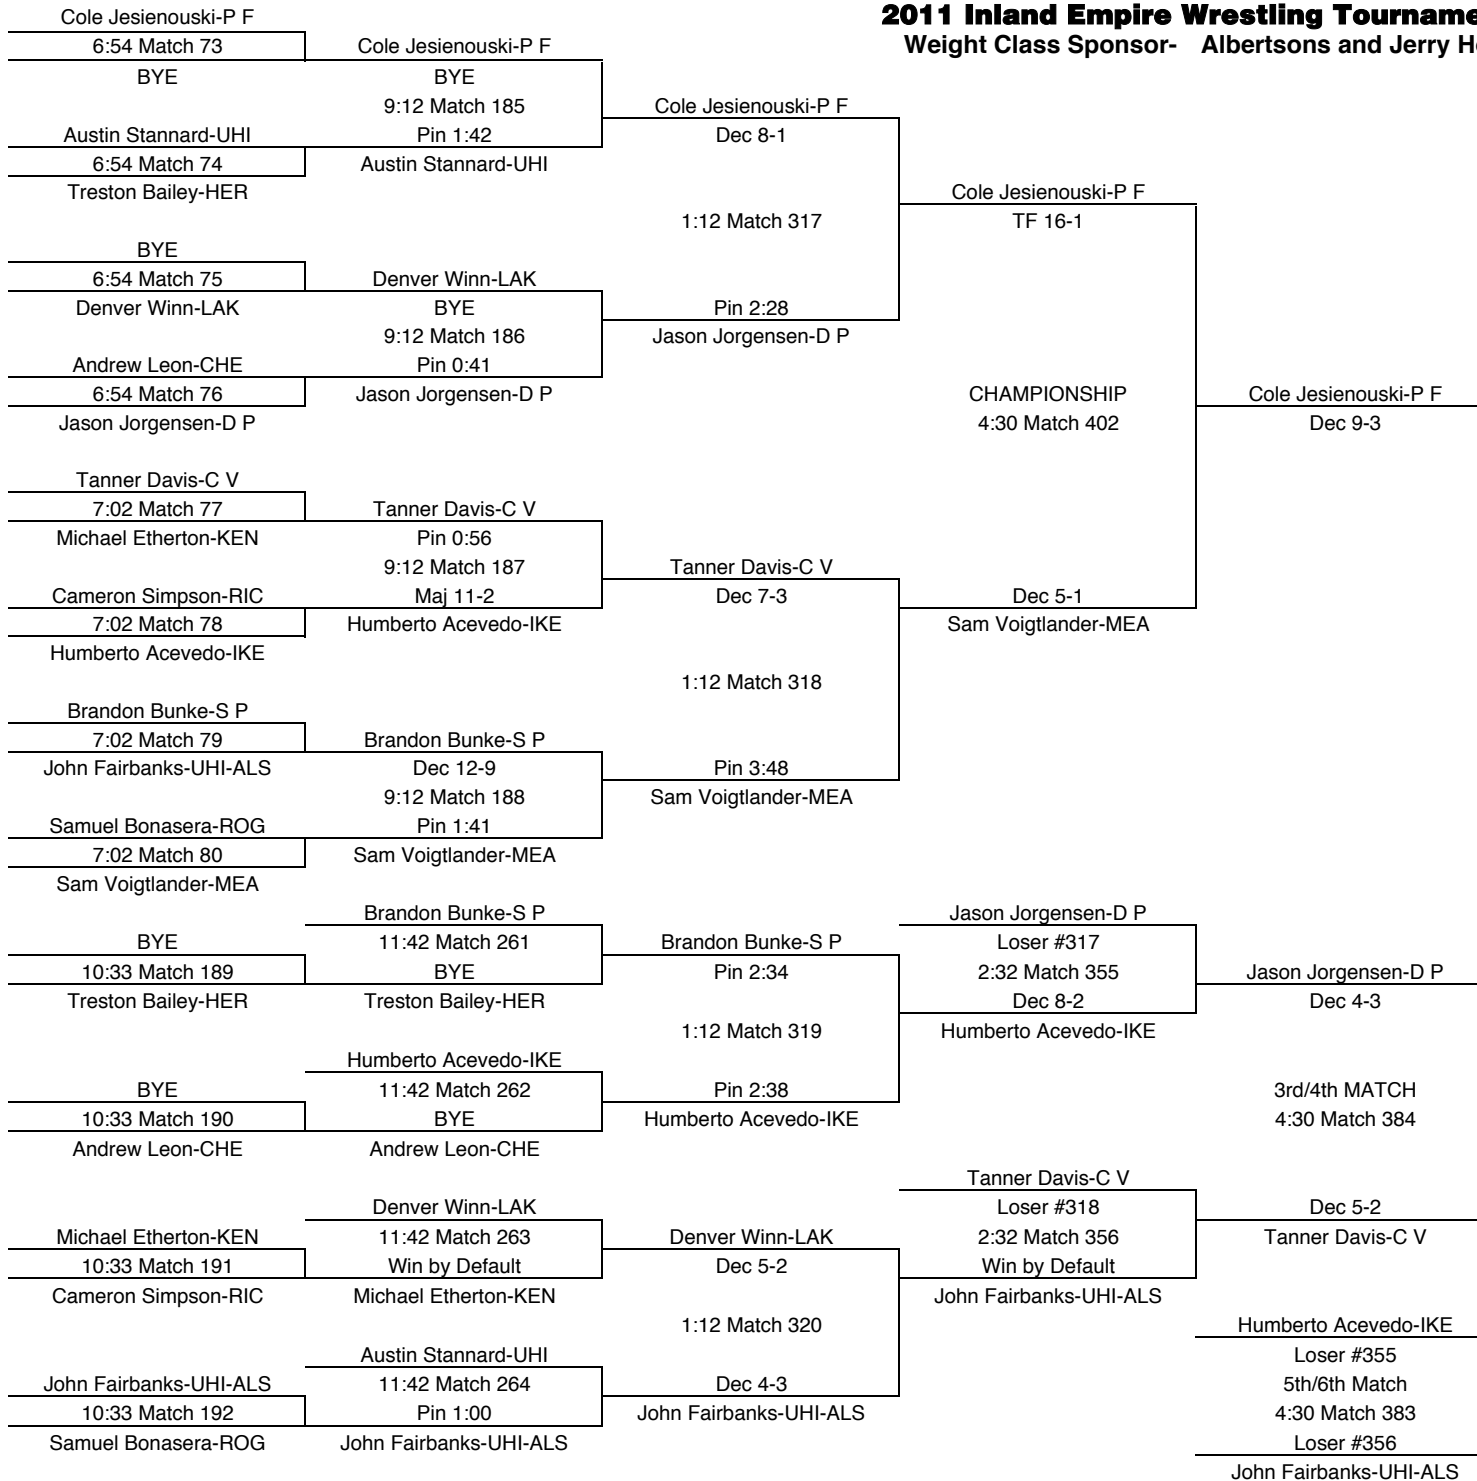 2011 Inland Empire Wrestling Tourname
Weight Class Sponsor- Albertsons and Jerry H
Cole Jesienouski-P F
6:54 Match 73
BYE
Austin Stannard-UHI
6:54 Match 74
Treston Bailey-HER
BYE
6:54 Match 75
Denver Winn-LAK
Andrew Leon-CHE
6:54 Match 76
Jason Jorgensen-D P
Tanner Davis-C V
7:02 Match 77
Michael Etherton-KEN
Cameron Simpson-RIC
7:02 Match 78
Humberto Acevedo-IKE
Brandon Bunke-S P
7:02 Match 79
John Fairbanks-UHI-ALS
Samuel Bonasera-ROG
7:02 Match 80
Sam Voigtlander-MEA
BYE
10:33 Match 189
Treston Bailey-HER
BYE
10:33 Match 190
Andrew Leon-CHE
Michael Etherton-KEN
10:33 Match 191
Cameron Simpson-RIC
John Fairbanks-UHI-ALS
10:33 Match 192
Samuel Bonasera-ROG
Cole Jesienouski-P F
BYE
9:12 Match 185
Pin 1:42
Austin Stannard-UHI
Denver Winn-LAK
BYE
9:12 Match 186
Pin 0:41
Jason Jorgensen-D P
Tanner Davis-C V
Pin 0:56
9:12 Match 187
Maj 11-2
Humberto Acevedo-IKE
Brandon Bunke-S P
Dec 12-9
9:12 Match 188
Pin 1:41
Sam Voigtlander-MEA
Brandon Bunke-S P
11:42 Match 261
BYE
Treston Bailey-HER
Humberto Acevedo-IKE
11:42 Match 262
BYE
Andrew Leon-CHE
Denver Winn-LAK
11:42 Match 263
Win by Default
Michael Etherton-KEN
Austin Stannard-UHI
11:42 Match 264
Pin 1:00
John Fairbanks-UHI-ALS
Cole Jesienouski-P F
Dec 8-1
1:12 Match 317
Pin 2:28
Jason Jorgensen-D P
Tanner Davis-C V
Dec 7-3
1:12 Match 318
Pin 3:48
Sam Voigtlander-MEA
Brandon Bunke-S P
Pin 2:34
1:12 Match 319
Pin 2:38
Humberto Acevedo-IKE
Denver Winn-LAK
Dec 5-2
1:12 Match 320
Dec 4-3
John Fairbanks-UHI-ALS
Cole Jesienouski-P F
TF 16-1
CHAMPIONSHIP
4:30 Match 402
Dec 5-1
Sam Voigtlander-MEA
Jason Jorgensen-D P
Loser #317
2:32 Match 355
Dec 8-2
Humberto Acevedo-IKE
Tanner Davis-C V
Loser #318
2:32 Match 356
Win by Default
John Fairbanks-UHI-ALS
Cole Jesienouski-P F
Dec 9-3
Jason Jorgensen-D P
Dec 4-3
3rd/4th MATCH
4:30 Match 384
Dec 5-2
Tanner Davis-C V
Humberto Acevedo-IKE
Loser #355
5th/6th Match
4:30 Match 383
Loser #356
John Fairbanks-UHI-ALS